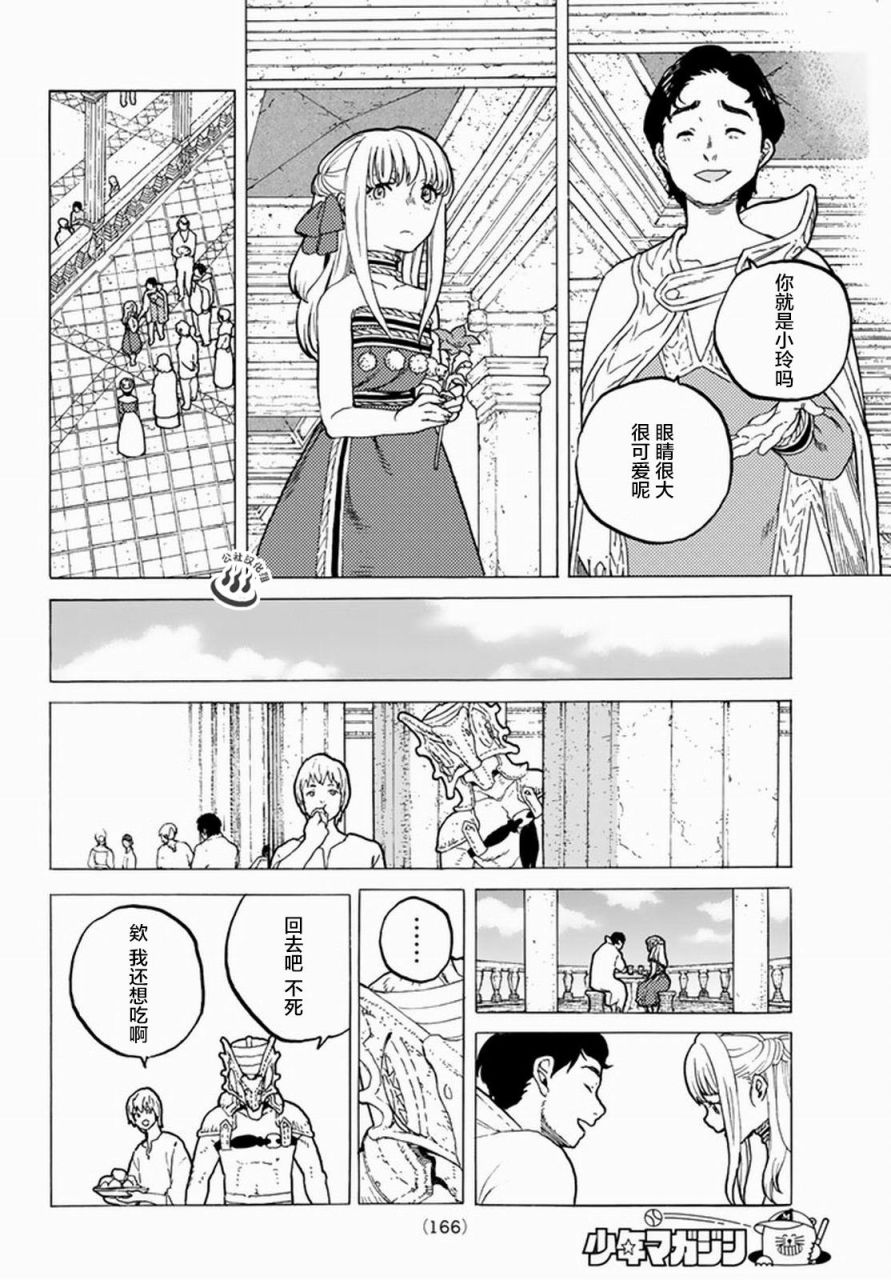 你就是小玲吗
眼睛很大
很可爱呢
公社汉化组
……
回去吧 不死
欸 我还想吃啊
(166)
少年マガジン